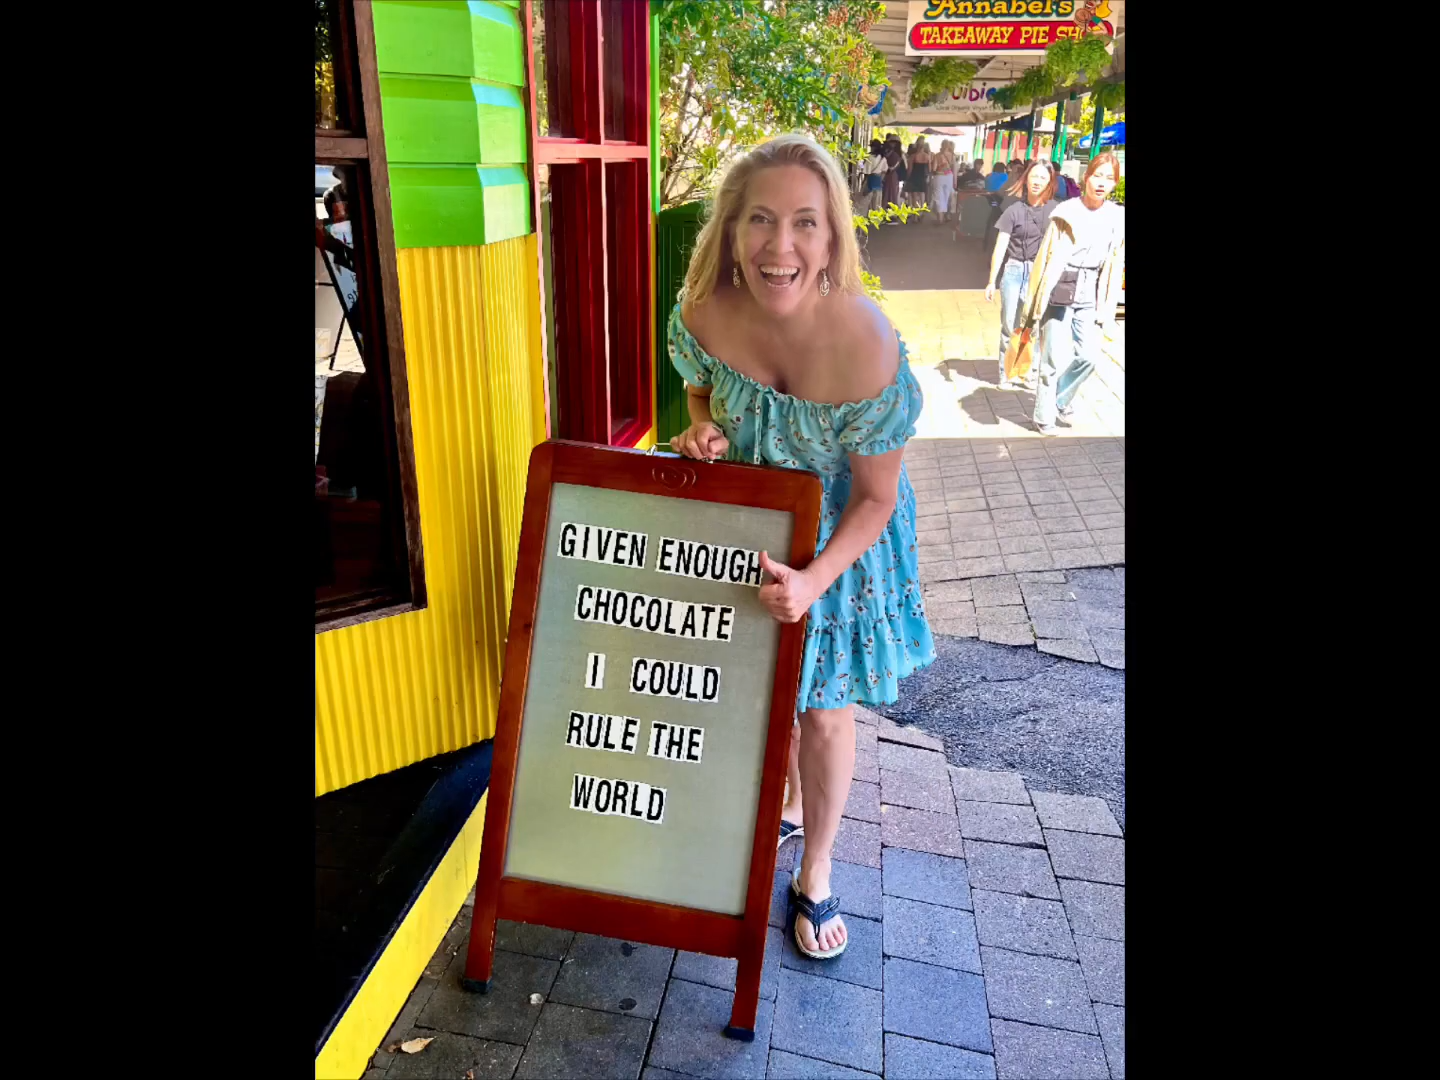 Annabel's
TAKEAWAY PIE SH
GIVEN ENOUGH
CHOCOLATE
I COULD
RULE THE
WORLD